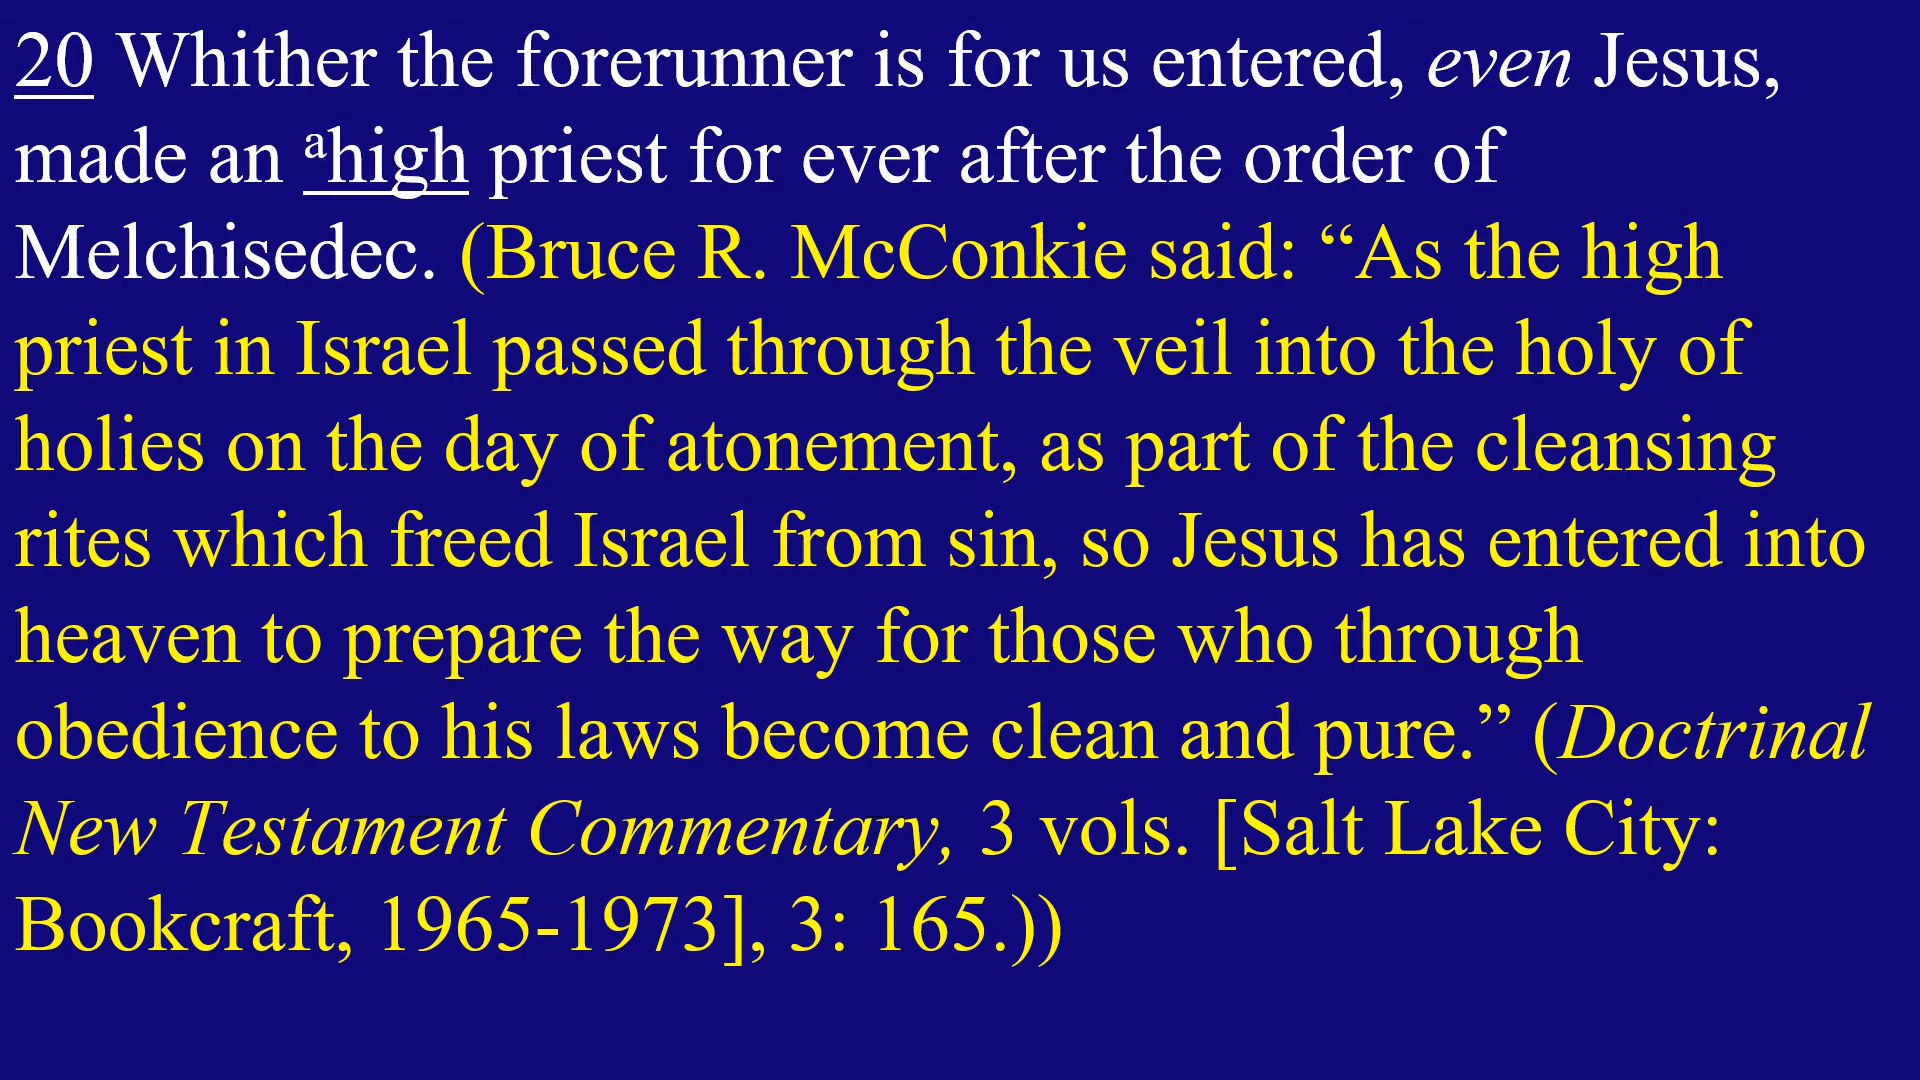 20 Whither the forerunner is for us entered, even Jesus,
made an ahigh priest for ever after the order of
Melchisedec. (Bruce R. McConkie said: “As the high
priest in Israel passed through the veil into the holy of
holies on the day of atonement, as part of the cleansing
rites which freed Israel from sin, so Jesus has entered into
heaven to prepare the way for those who through
obedience to his laws become clean and pure.” (Doctrinal
New Testament Commentary, 3 vols. [Salt Lake City:
Bookcraft, 1965-1973], 3: 165.))